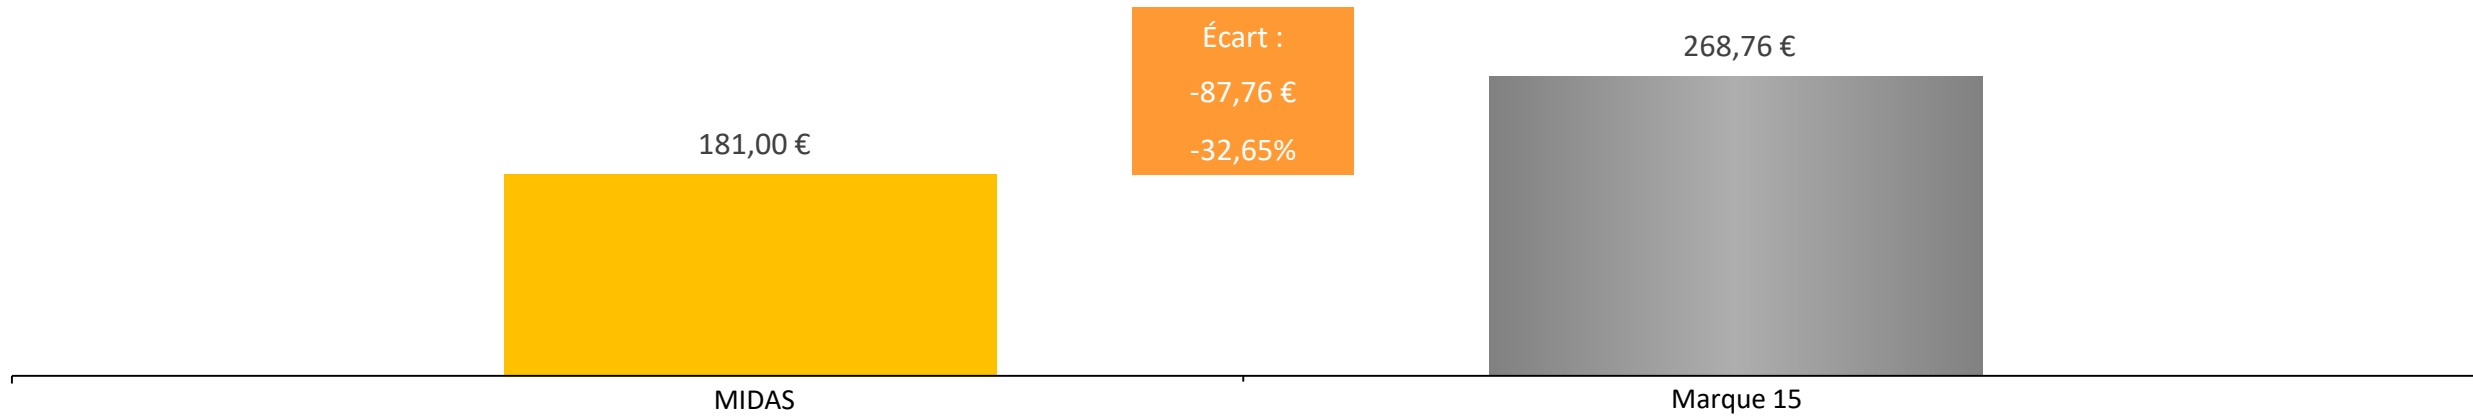 Écart :
-87,76 €
-32,65%
268,76 €
181,00 €
MIDAS
Marque 15